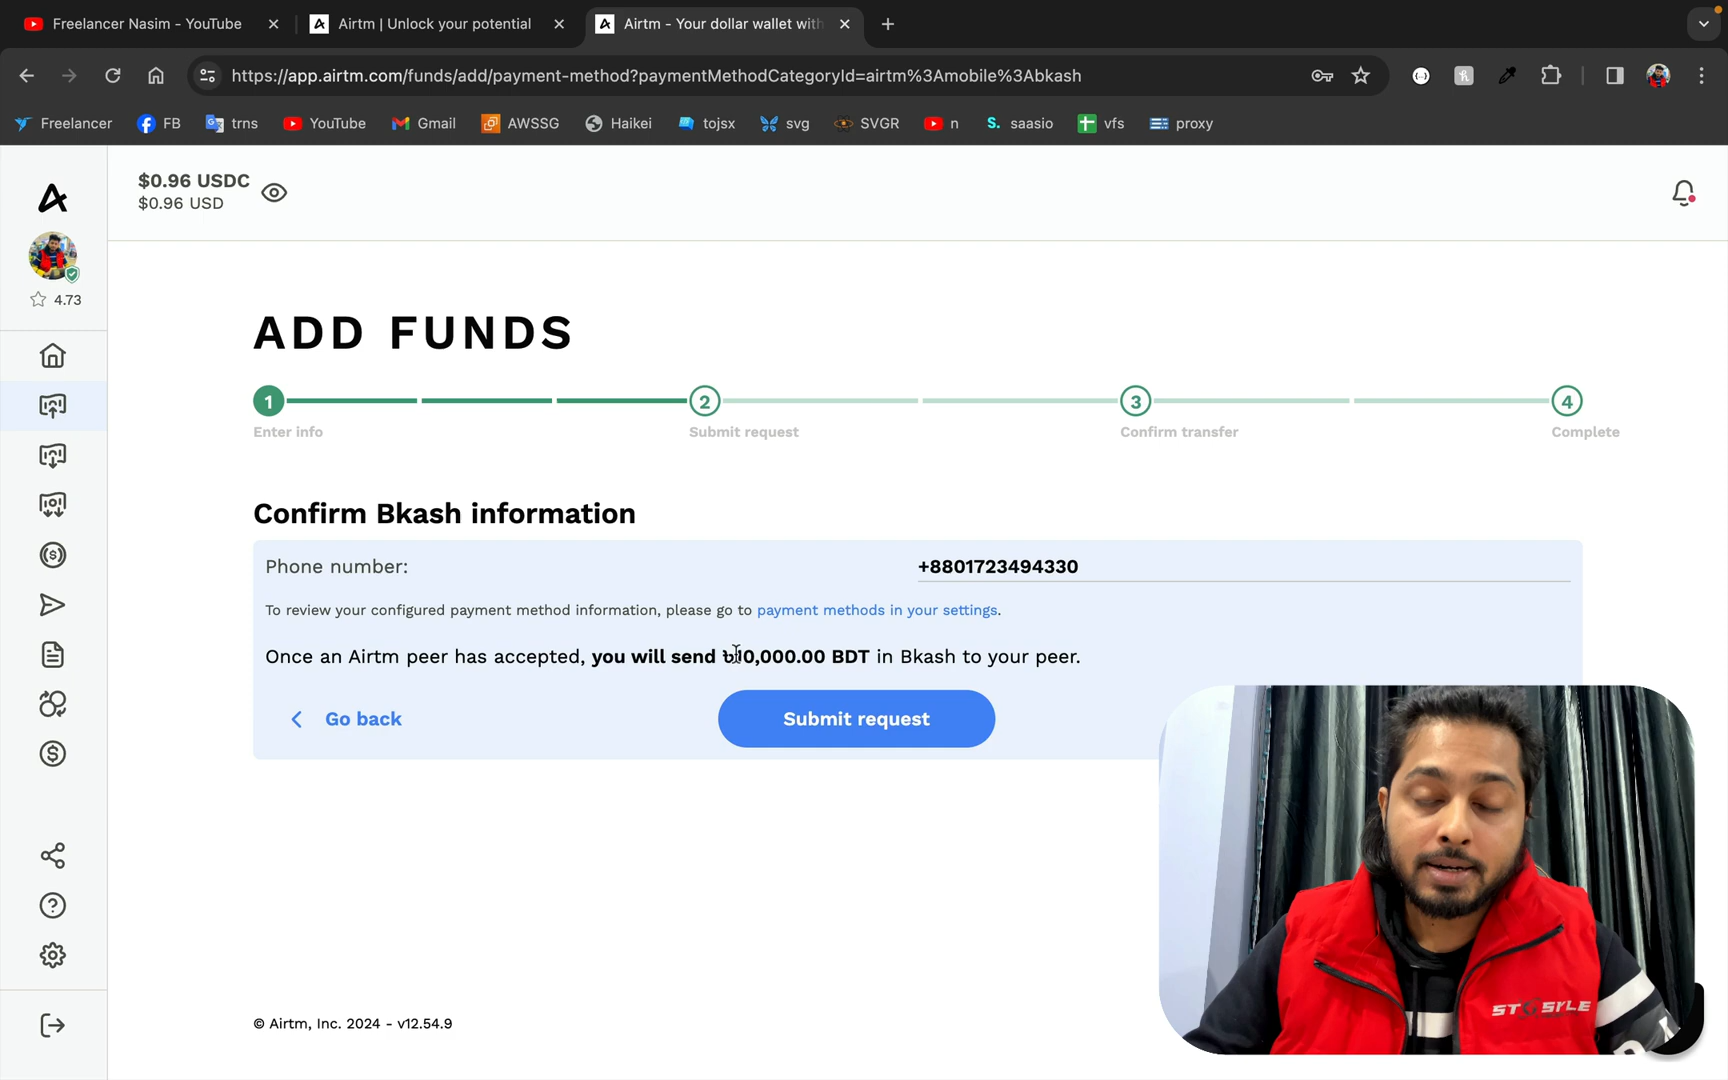 Freelancer Nasim - YouTube
Airtm | Unlock your potential
Airtm - Your dollar wallet with
https://app.airtm.com/funds/add/payment-method?paymentMethodCategoryId=airtm%3Amobile%3Abkash
Freelancer FB trns YouTube Gmail AWSSG Haikei tojsx svg SVGR n saasio vfs proxy
$0.96 USDC
$0.96 USD
4.73
ADD FUNDS
1 2 3 4
Enter info Submit request Confirm transfer Complete
Confirm Bkash information
Phone number: +8801723494330
To review your configured payment method information, please go to payment methods in your settings.
Once an Airtm peer has accepted, you will send 10,000.00 BDT in Bkash to your peer.
Go back Submit request
© Airtm, Inc. 2024 - v12.54.9